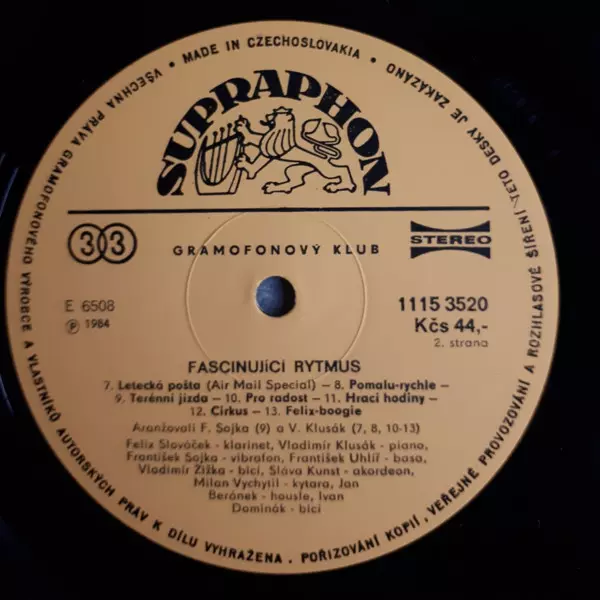 VŠECHNA PRÁVA GRAMOFONOVÉHO VÝROBCE A VLASTNÍKŮ AUTORSKÝCH PRÁV K DÍLU VYHRAŽENA. POŘIZOVÁNÍ KOPIÍ, VEŘEJNÉ PROVOZOVÁNÍ A ROZHLASOVÉ ŠÍŘENÍ TÉTO DESKY JE ZAKÁZÁNO • MADE IN CZECHOSLOVAKIA •
SUPRAPHON
33
GRAMOFONOVÝ KLUB
STEREO
E 6508
℗ 1984
1115 3520
Kčs 44,-
2. strana
FASCINUJÍCÍ RYTMUS
7. Letecká pošta (Air Mail Special) – 8. Pomalu-rychle –
9. Terénní jízda – 10. Pro radost – 11. Hrací hodiny –
12. Cirkus – 13. Felix-boogie
Aranžovali F. Sojka (9) a V. Klusák (7, 8, 10-13)
Felix Slováček - klarinet, Vladimír Klusák - piano,
František Sojka - vibrafon, František Uhlíř - basa,
Vladimír Žižka - bicí, Sláva Kunst - akordeon,
Milan Vychytil - kytara, Jan
Beránek - housle, Ivan
Dominák - bicí